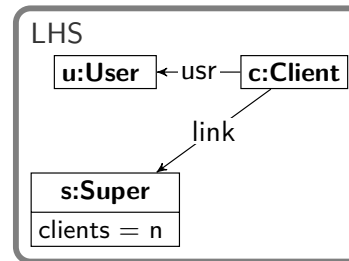 LHS
u:User
usr
c:Client
link
s:Super
clients = n